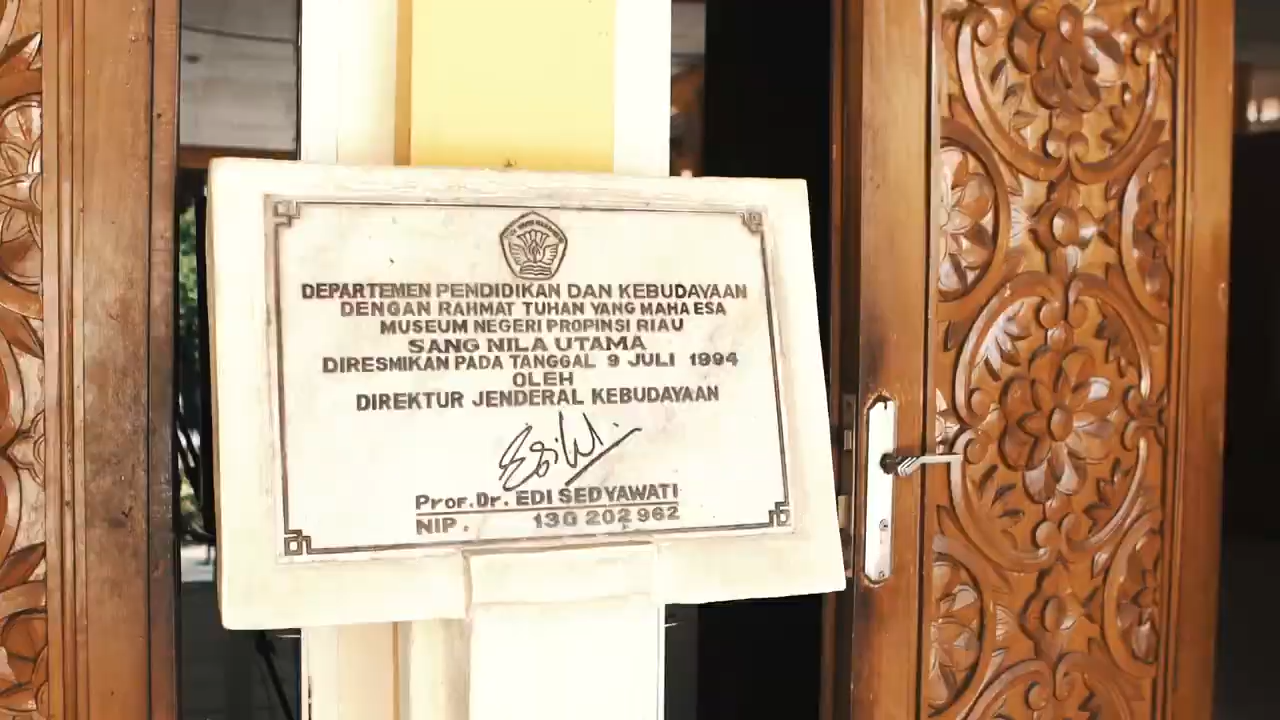 DEPARTEMEN PENDIDIKAN DAN KEBUDAYAAN
DENGAN RAHMAT TUHAN YANG MAHA ESA
MUSEUM NEGERI PROPINSI RIAU
SANG NILA UTAMA
DIRESMIKAN PADA TANGGAL 9 JULI 1994
OLEH
DIREKTUR JENDERAL KEBUDAYAAN
Prof.Dr. EDI SEDYAWATI
NIP. 130 202 962